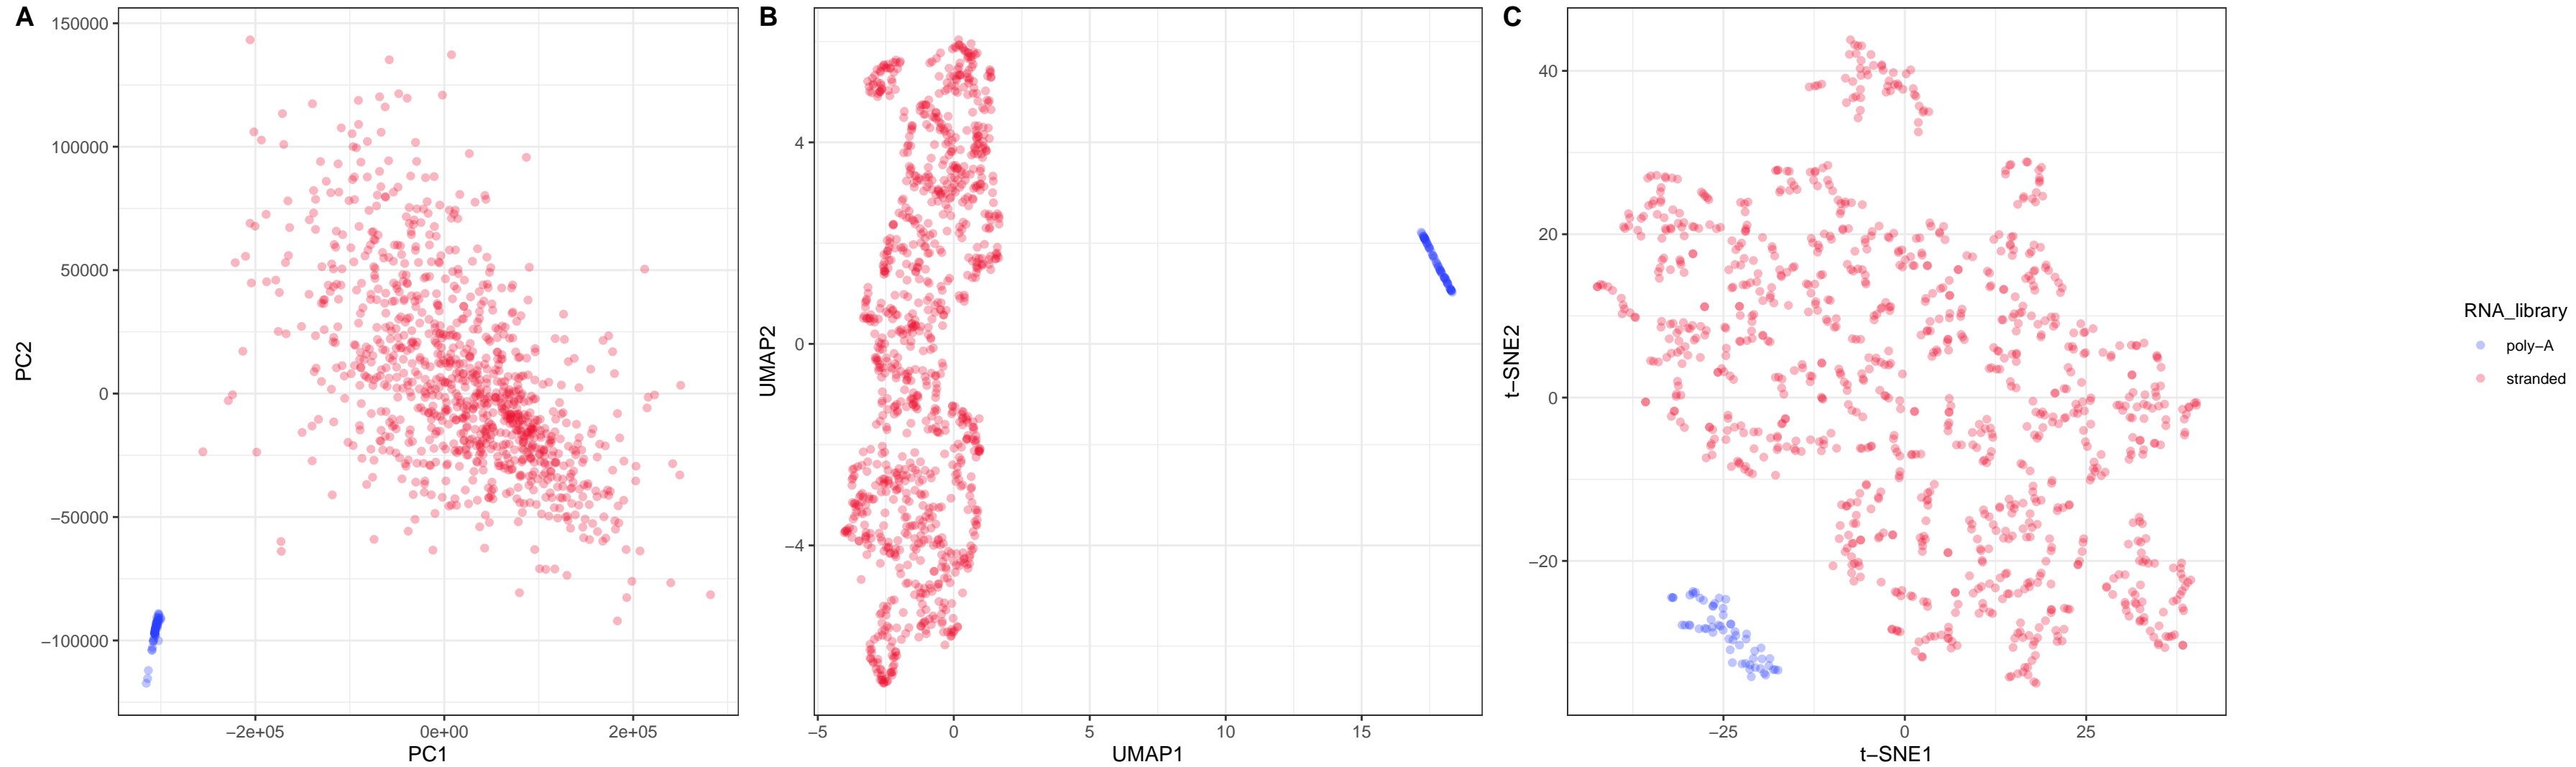 A
150000
100000
50000
0
−50000
−100000
PC2
−2e+05
0e+00
2e+05
PC1
B
4
0
−4
UMAP2
−5
0
5
10
15
UMAP1
C
40
20
0
−20
t−SNE2
−25
0
25
t−SNE1
RNA_library
poly−A
stranded